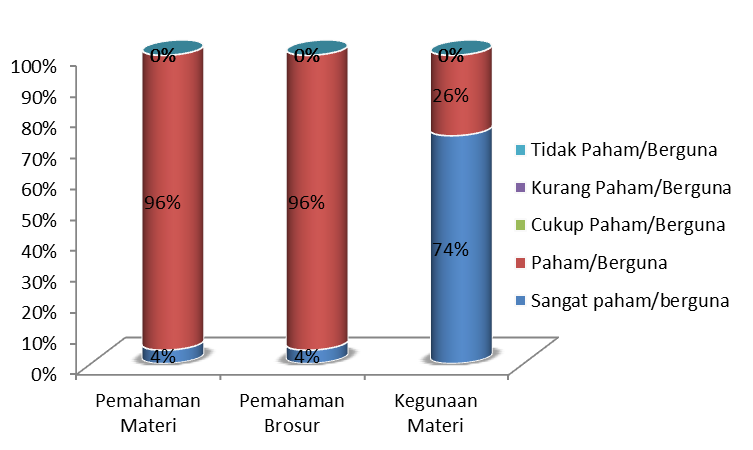 0% 0% 0%
100%
90%
80%
70%
60%
50%
40%
30%
20%
10%
0%
26%
96% 96%
74%
4% 4%
Pemahaman Materi
Pemahaman Brosur
Kegunaan Materi
Tidak Paham/Berguna
Kurang Paham/Berguna
Cukup Paham/Berguna
Paham/Berguna
Sangat paham/berguna